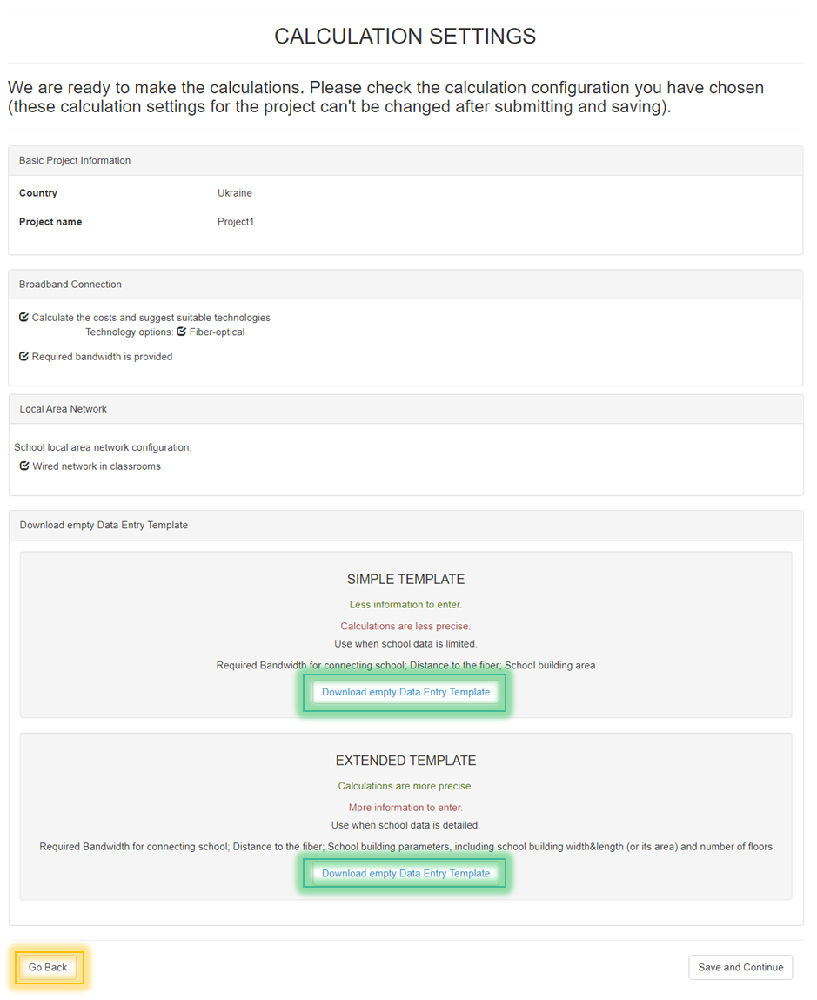 CALCULATION SETTINGS
We are ready to make the calculations. Please check the calculation configuration you have chosen
(these calculation settings for the project can't be changed after submitting and saving).
Basic Project Information
Country Ukraine
Project name Project1
Broadband Connection
Calculate the costs and suggest suitable technologies
Technology options: Fiber-optical
Required bandwidth is provided
Local Area Network
School local area network configuration:
Wired network in classrooms
Download empty Data Entry Template
SIMPLE TEMPLATE
Less information to enter.
Calculations are less precise.
Use when school data is limited.
Required Bandwidth for connecting school; Distance to the fiber; School building area
Download empty Data Entry Template
EXTENDED TEMPLATE
Calculations are more precise.
More information to enter.
Use when school data is detailed.
Required Bandwidth for connecting school; Distance to the fiber; School building parameters, including school building width&length (or its area) and number of floors
Download empty Data Entry Template
Go Back Save and Continue